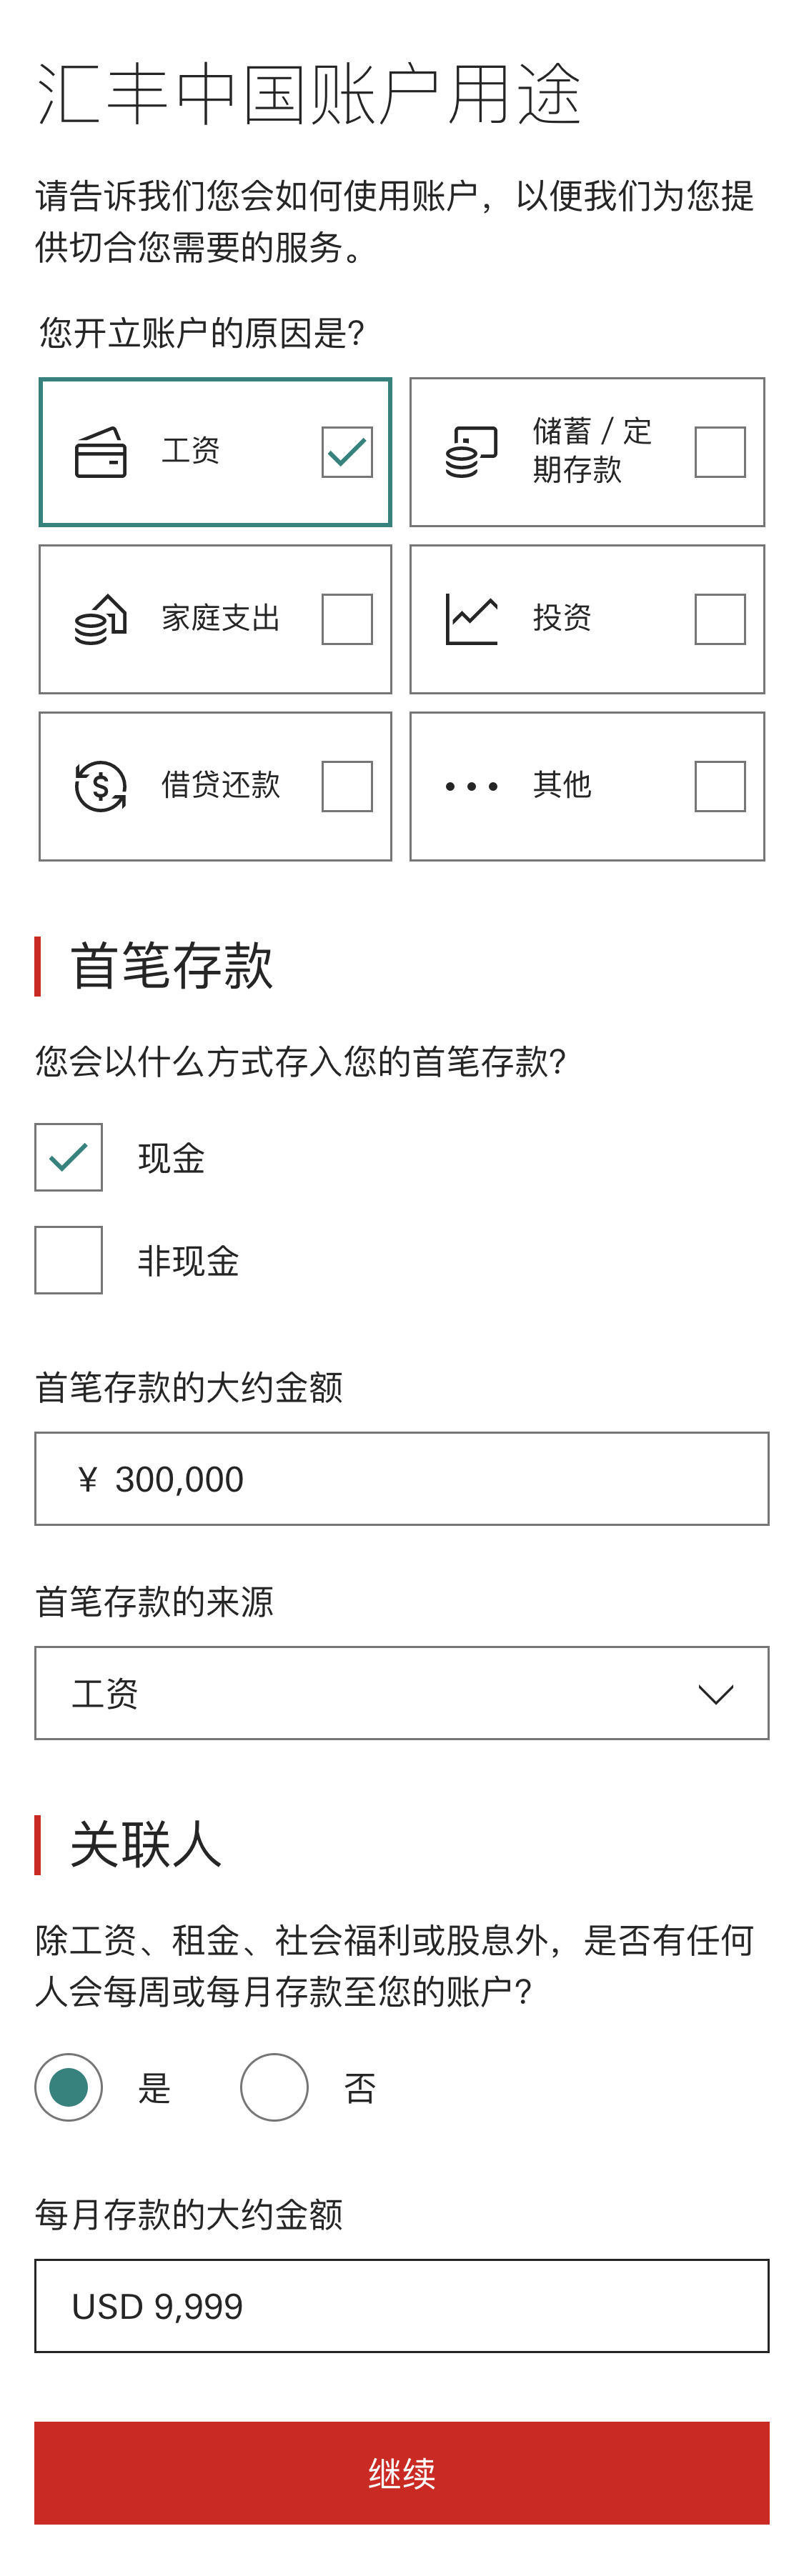 汇丰中国账户用途
请告诉我们您会如何使用账户，以便我们为您提
供切合您需要的服务。
您开立账户的原因是?
工资
储蓄 / 定
期存款
家庭支出
投资
借贷还款
其他
首笔存款
您会以什么方式存入您的首笔存款?
现金
非现金
首笔存款的大约金额
¥ 300,000
首笔存款的来源
工资
关联人
除工资、租金、社会福利或股息外，是否有任何
人会每周或每月存款至您的账户?
是
否
每月存款的大约金额
USD 9,999
继续